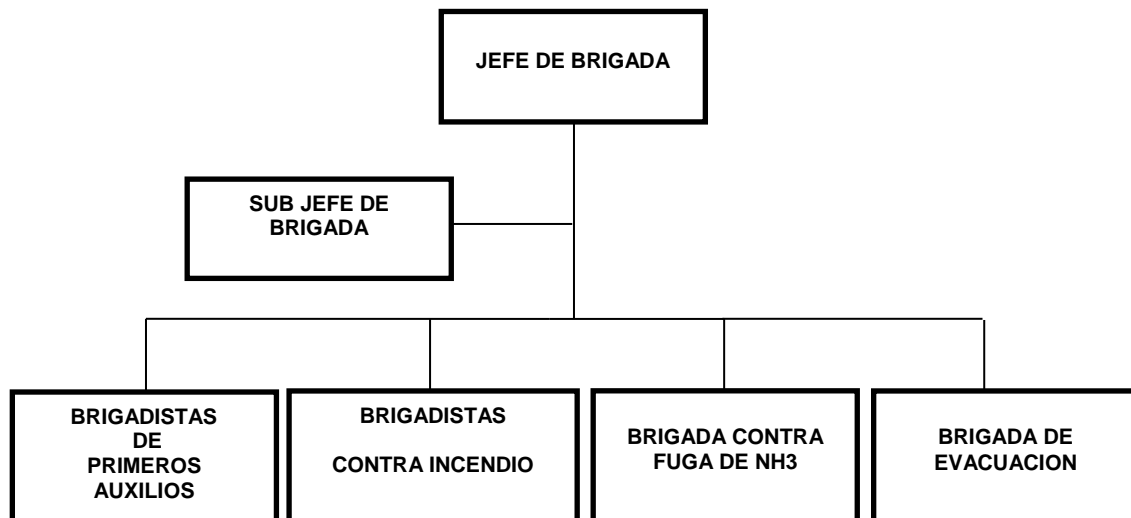 JEFE DE BRIGADA
SUB JEFE DE
BRIGADA
BRIGADISTAS
DE
PRIMEROS
AUXILIOS
BRIGADISTAS
CONTRA INCENDIO
BRIGADA CONTRA
FUGA DE NH3
BRIGADA DE
EVACUACION